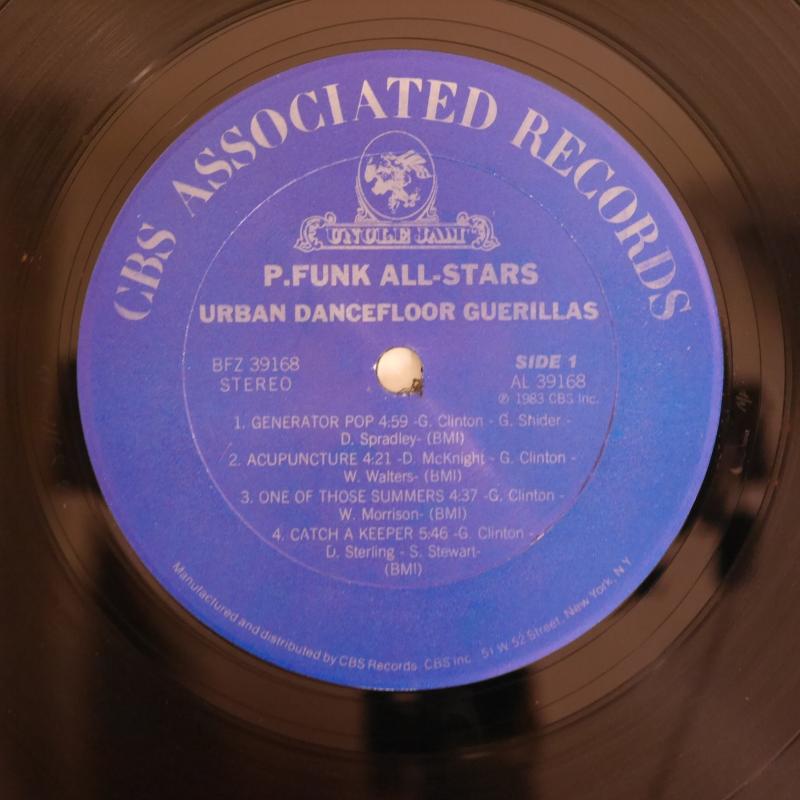 CBS ASSOCIATED RECORDS
UNCLE JAM
P.FUNK ALL-STARS
URBAN DANCEFLOOR GUERILLAS
BFZ 39168
STEREO
SIDE 1
AL 39168
℗ 1983 CBS Inc.
1. GENERATOR POP 4:59 -G. Clinton - G. Shider -
D. Spradley- (BMI)
2. ACUPUNCTURE 4:21 -D. McKnight - G. Clinton -
W. Walters- (BMI)
3. ONE OF THOSE SUMMERS 4:37 -G. Clinton -
W. Morrison- (BMI)
4. CATCH A KEEPER 5:46 -G. Clinton -
D. Sterling - S. Stewart-
(BMI)
Manufactured and distributed by CBS Records CBS Inc. 51 W 52 Street, New York, N Y